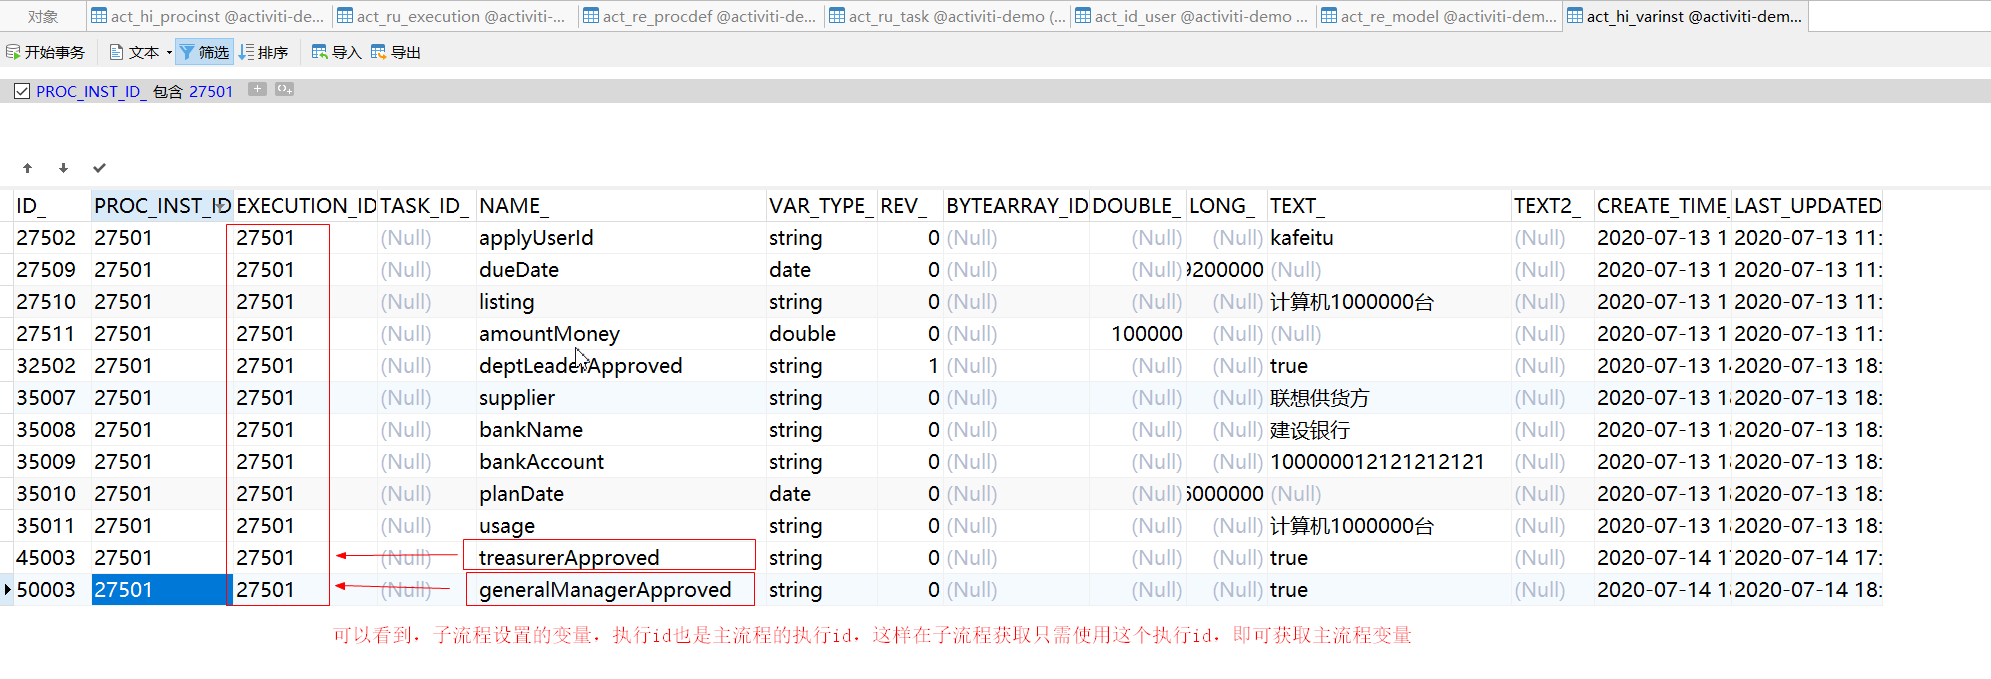 对象 act_hi_procinst @activiti-de... act_ru_execution @activiti-... act_re_procdef @activiti-de... act_ru_task @activiti-demo (... act_id_user @activiti-demo ... act_re_model @activiti-dem... act_hi_varinst @activiti-dem...
开始事务 文本 筛选 排序 导入 导出
PROC_INST_ID_ 包含 27501
ID_ PROC_INST_ID EXECUTION_ID TASK_ID_ NAME_ VAR_TYPE_ REV_ BYTEARRAY_ID DOUBLE_ LONG_ TEXT_ TEXT2_ CREATE_TIME_ LAST_UPDATED
27502 27501 27501 (Null) applyUserId string 0 (Null) (Null) (Null) kafeitu (Null) 2020-07-13 1 2020-07-13 11:
27509 27501 27501 (Null) dueDate date 0 (Null) (Null) 9200000 (Null) (Null) 2020-07-13 1 2020-07-13 11:
27510 27501 27501 (Null) listing string 0 (Null) (Null) (Null) 计算机1000000台 (Null) 2020-07-13 1 2020-07-13 11:
27511 27501 27501 (Null) amountMoney double 0 (Null) 100000 (Null) (Null) (Null) 2020-07-13 1 2020-07-13 11:
32502 27501 27501 (Null) deptLeaderApproved string 1 (Null) (Null) (Null) true (Null) 2020-07-13 14 2020-07-13 18:
35007 27501 27501 (Null) supplier string 0 (Null) (Null) (Null) 联想供货方 (Null) 2020-07-13 18 2020-07-13 18:
35008 27501 27501 (Null) bankName string 0 (Null) (Null) (Null) 建设银行 (Null) 2020-07-13 18 2020-07-13 18:
35009 27501 27501 (Null) bankAccount string 0 (Null) (Null) (Null) 100000012121212121 (Null) 2020-07-13 18 2020-07-13 18:
35010 27501 27501 (Null) planDate date 0 (Null) (Null) 6000000 (Null) (Null) 2020-07-13 18 2020-07-13 18:
35011 27501 27501 (Null) usage string 0 (Null) (Null) (Null) 计算机1000000台 (Null) 2020-07-13 18 2020-07-13 18:
45003 27501 27501 (Null) treasurerApproved string 0 (Null) (Null) (Null) true (Null) 2020-07-14 17 2020-07-14 17:
50003 27501 27501 (Null) generalManagerApproved string 0 (Null) (Null) (Null) true (Null) 2020-07-14 18 2020-07-14 18:
可以看到，子流程设置的变量，执行id也是主流程的执行id，这样在子流程获取只需使用这个执行id，即可获取主流程变量